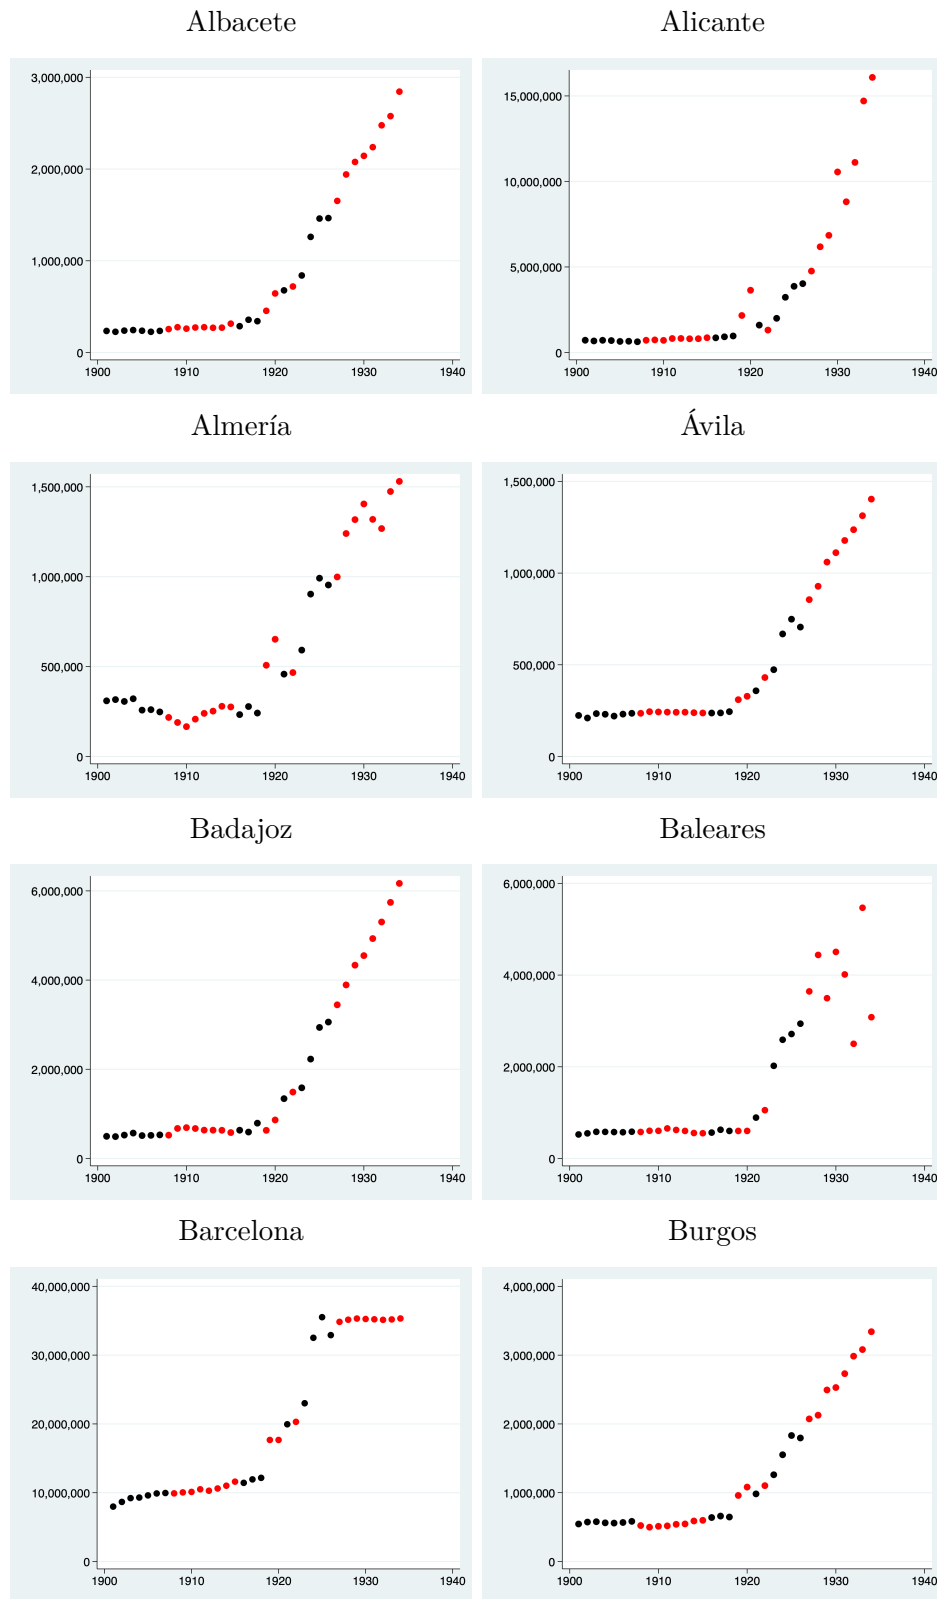 Albacete
3,000,000
2,000,000
1,000,000
0
1900 1910 1920 1930 1940
Alicante
15,000,000
10,000,000
5,000,000
0
1900 1910 1920 1930 1940
Almería
1,500,000
1,000,000
500,000
0
1900 1910 1920 1930 1940
Ávila
1,500,000
1,000,000
500,000
0
1900 1910 1920 1930 1940
Badajoz
6,000,000
4,000,000
2,000,000
0
1900 1910 1920 1930 1940
Baleares
6,000,000
4,000,000
2,000,000
0
1900 1910 1920 1930 1940
Barcelona
40,000,000
30,000,000
20,000,000
10,000,000
0
1900 1910 1920 1930 1940
Burgos
4,000,000
3,000,000
2,000,000
1,000,000
0
1900 1910 1920 1930 1940